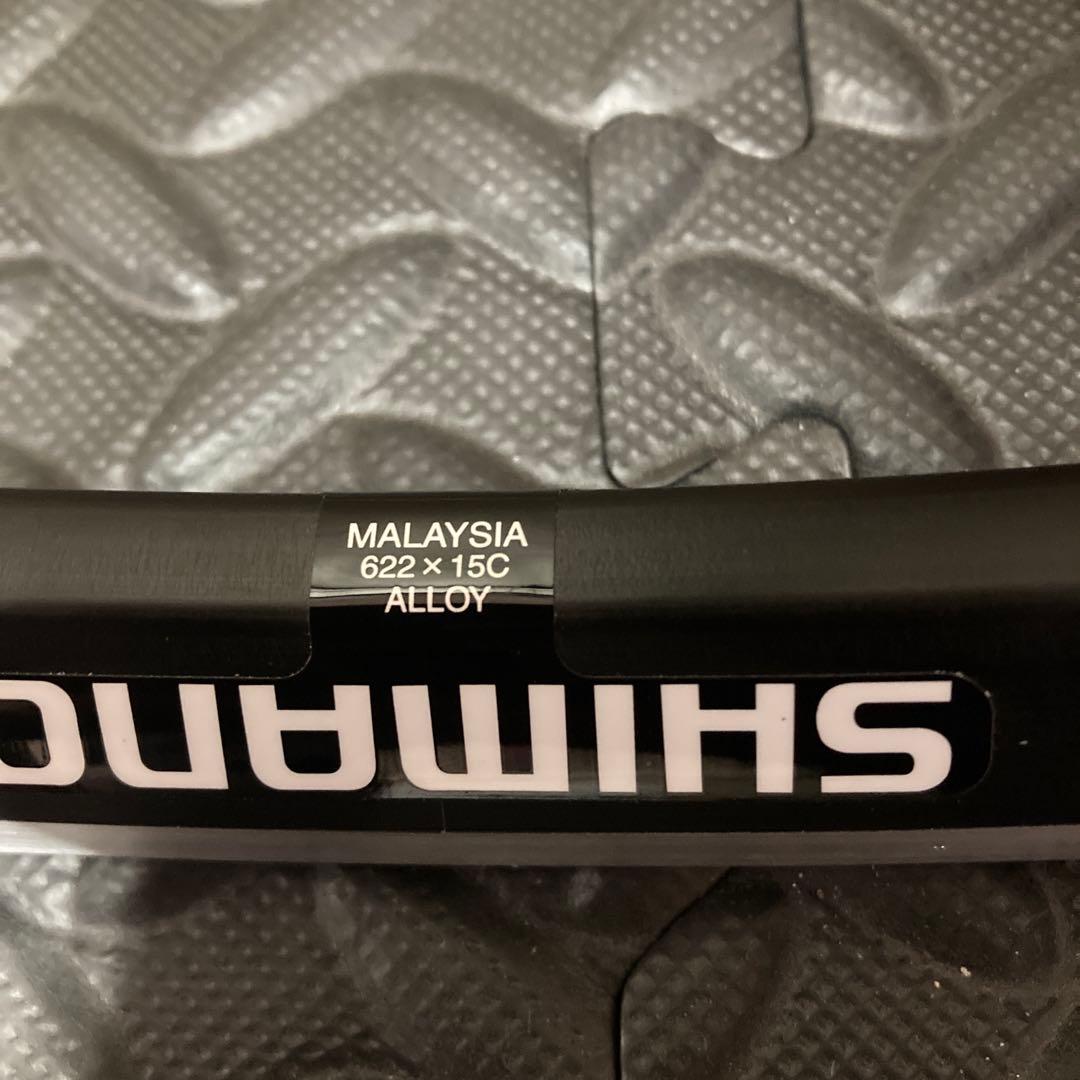 MALAYSIA
622 × 15C
ALLOY
SHIMANO